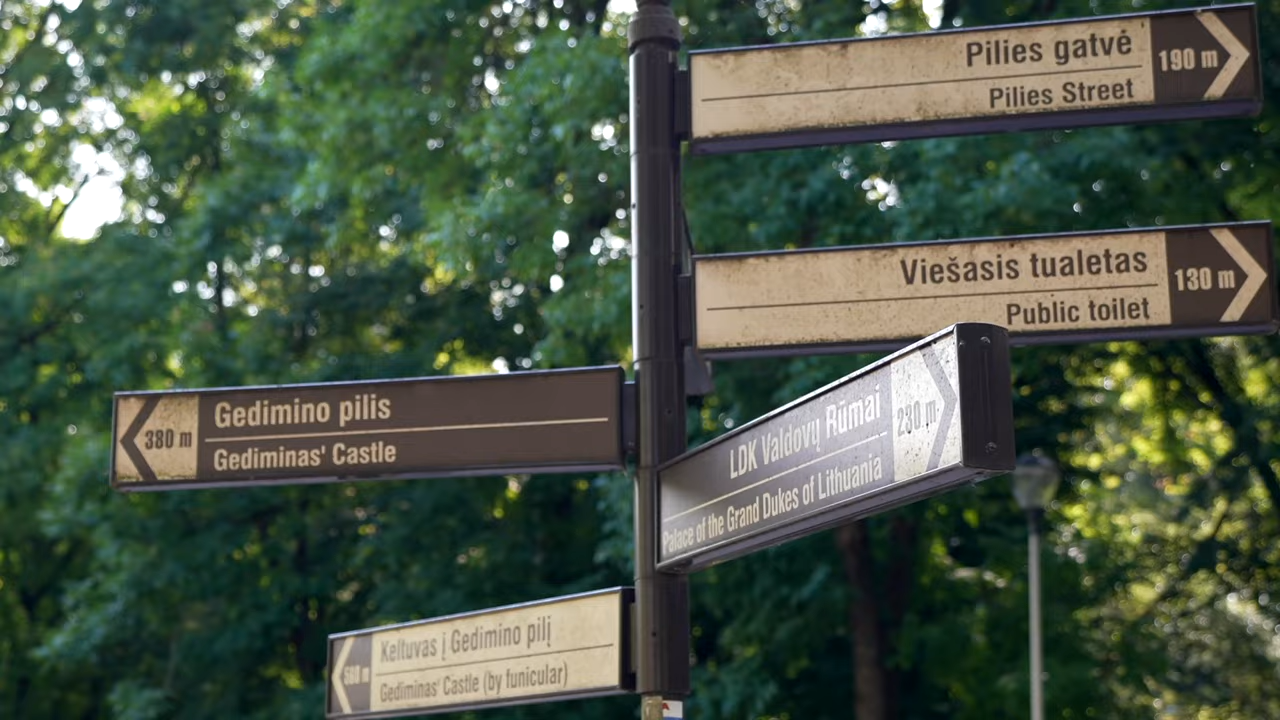 Pilies gatvė
Pilies Street
190 m
Viešasis tualetas
Public toilet
130 m
380 m
Gedimino pilis
Gediminas' Castle
LDK Valdovų Rūmai
Palace of the Grand Dukes of Lithuania
230 m
Keltuvas į Gedimino pilį
Gediminas' Castle (by funicular)